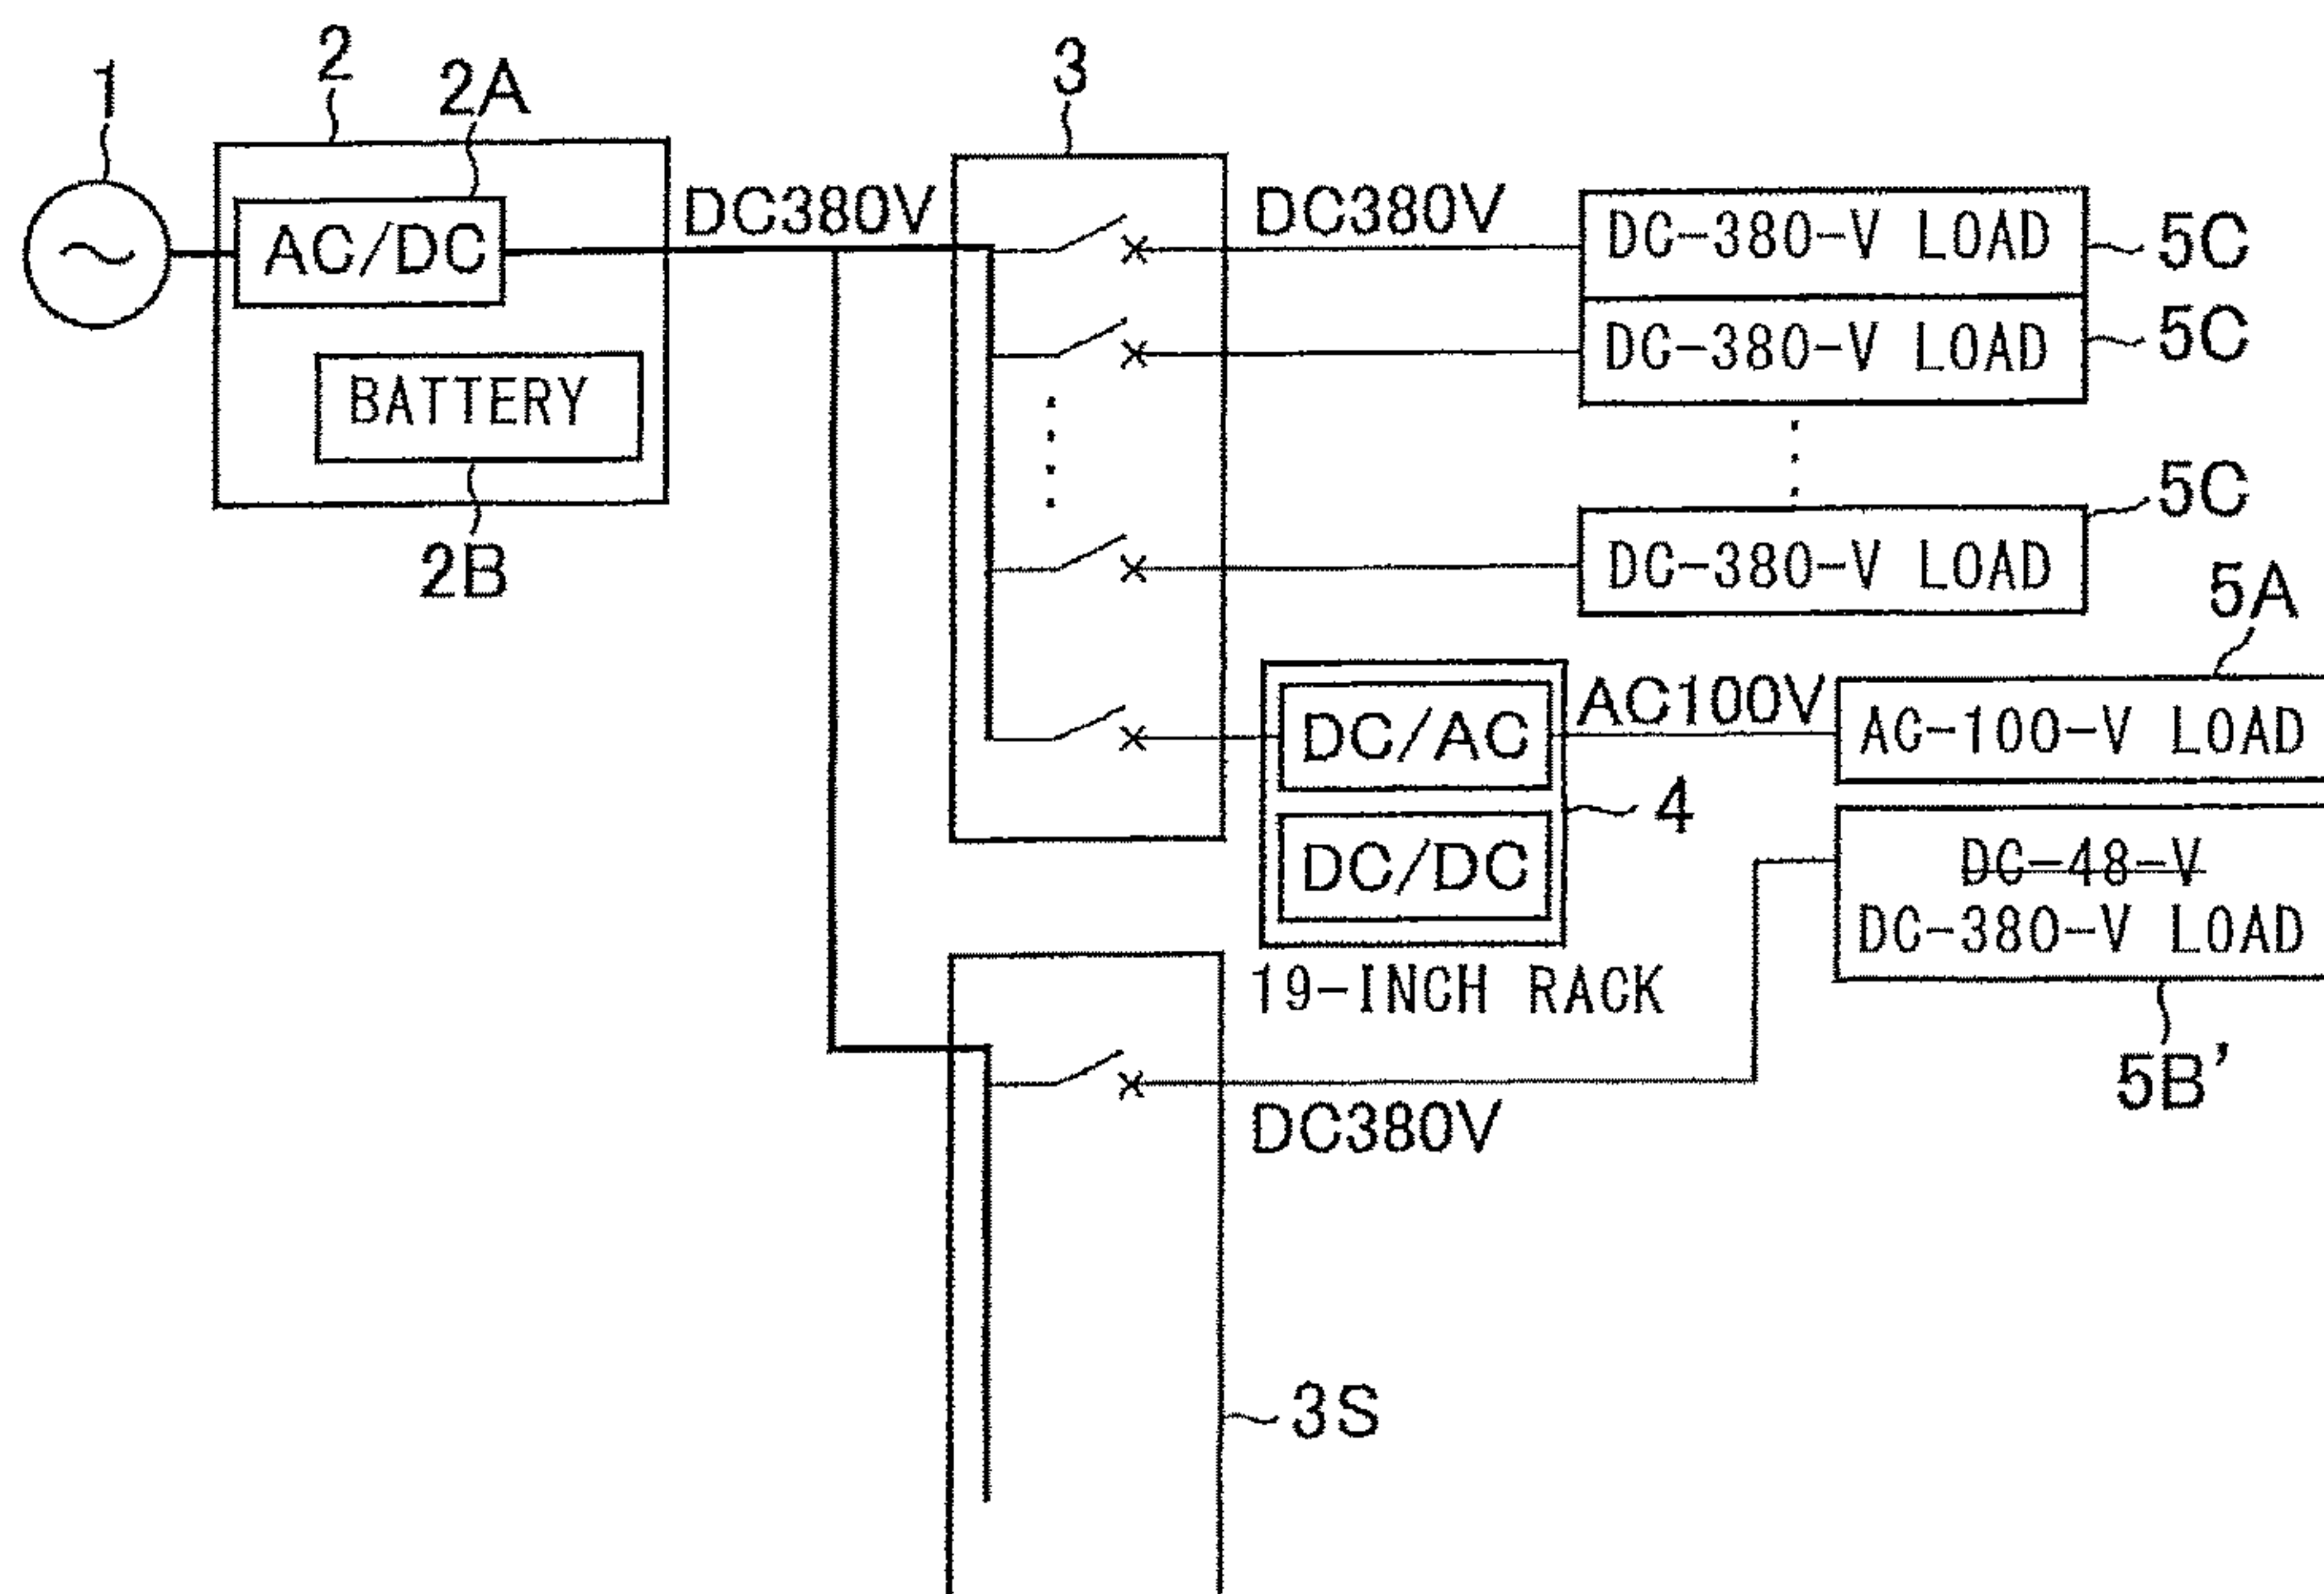 1
2
2A
AC/DC
BATTERY
2B
DC380V
3
DC380V
DC-380-V LOAD
5C
DC-380-V LOAD
5C
DC-380-V LOAD
5C
5A
DC/AC
AC100V
AC-100-V LOAD
4
DC/DC
19-INCH RACK
DC-48-V
DC-380-V LOAD
5B'
DC380V
3S